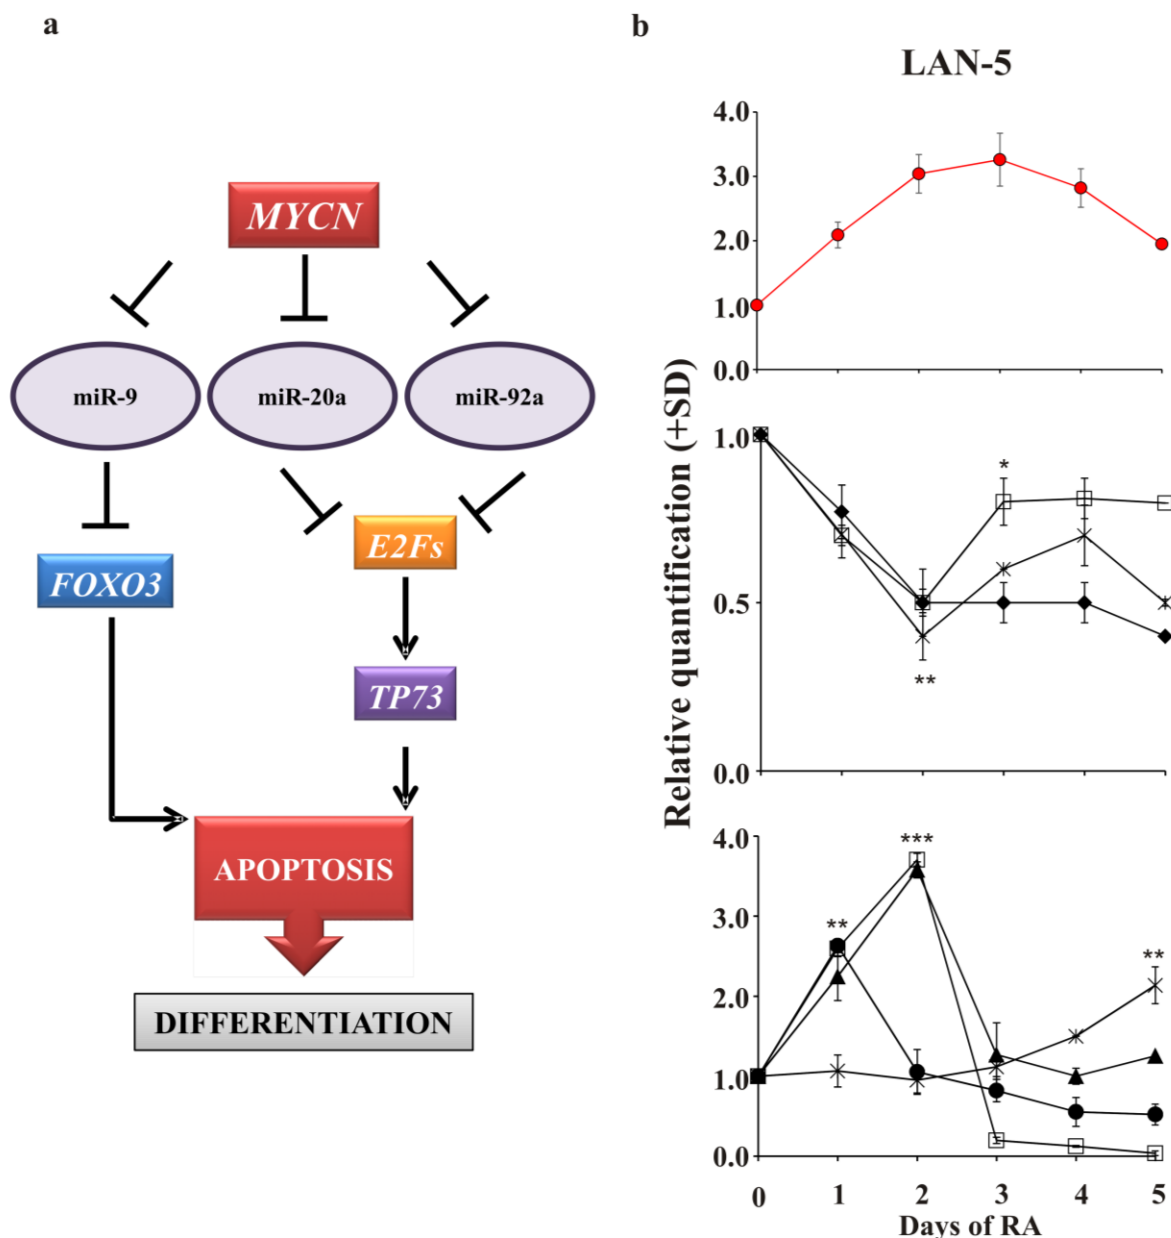 a
MYCN
miR-9
miR-20a
miR-92a
E2Fs
FOXO3
TP73
APOPTOSIS
DIFFERENTIATION
b
LAN-5
Relative quantification (+SD)
4.0
3.0
2.0
1.0
0.0
1.0
*
0.5
**
0.0
4.0
***
3.0
**
**
2.0
1.0
0.0
0 1 2 3 4 5
Days of RA